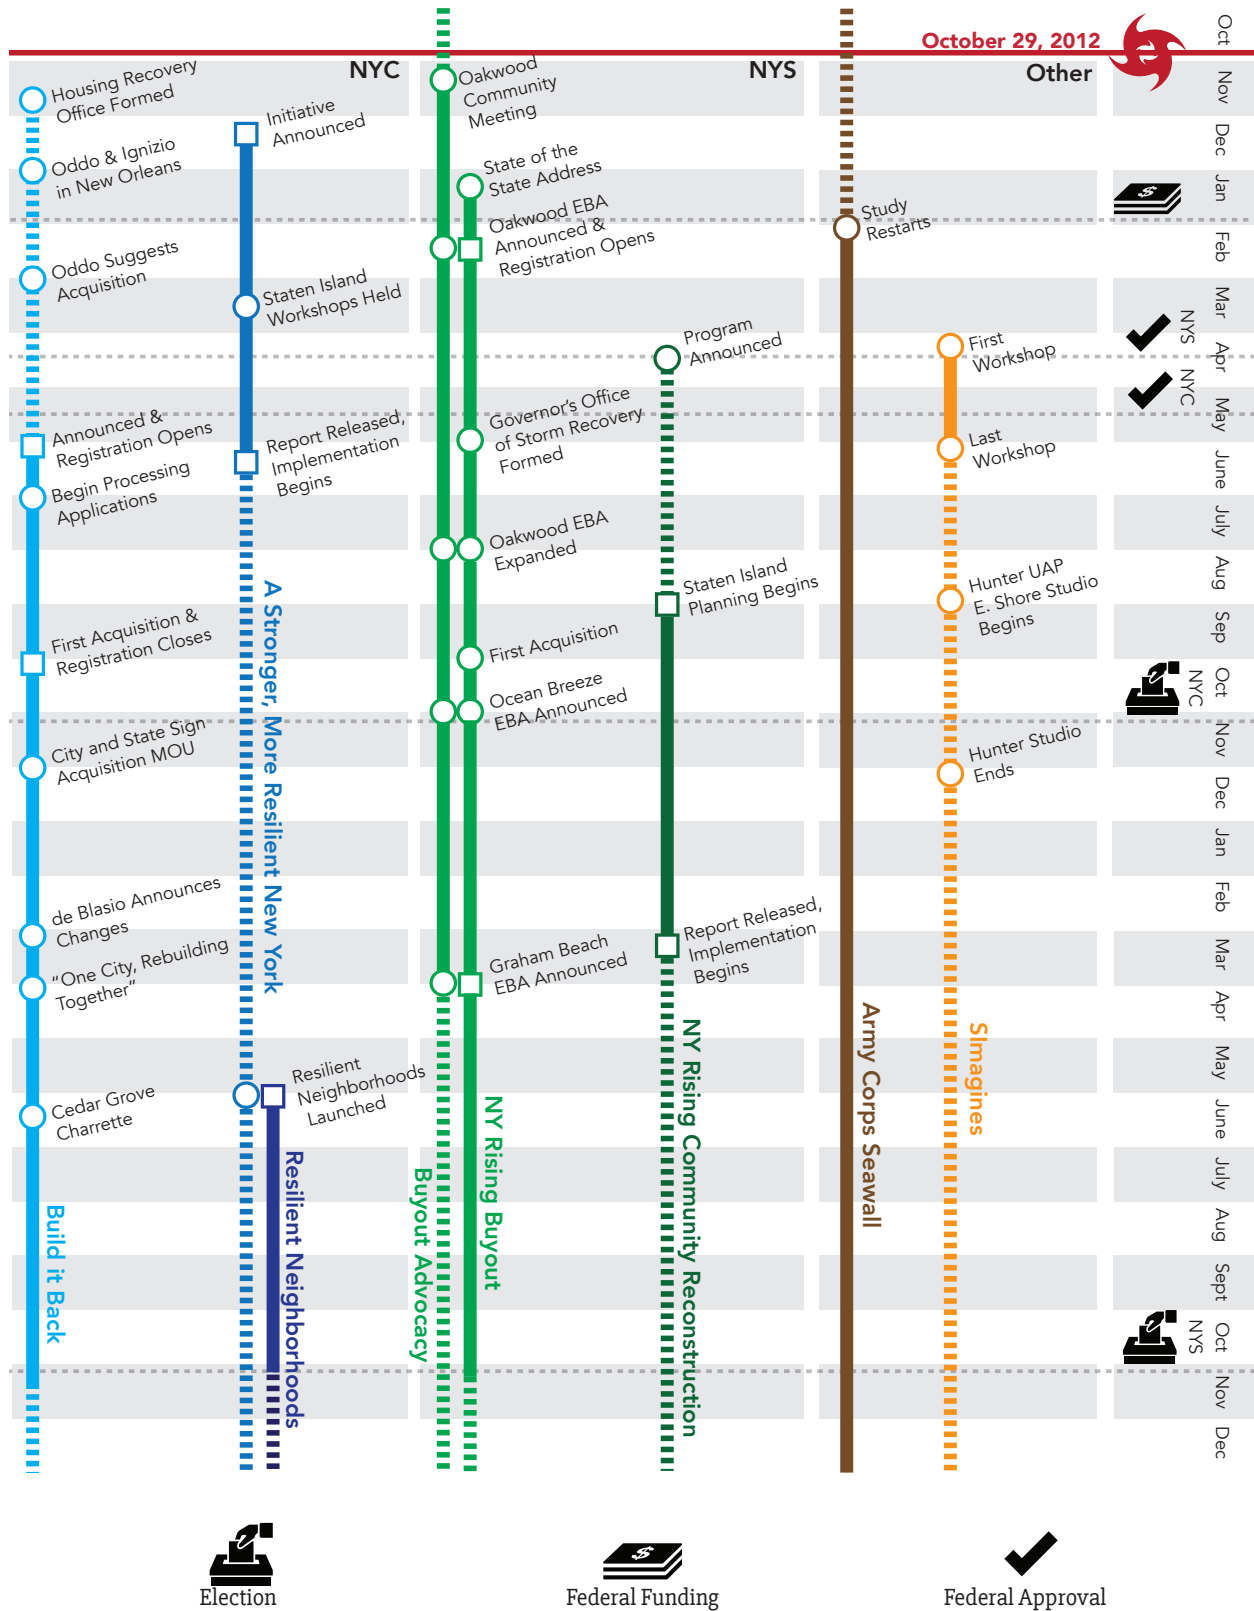 October 29, 2012
NYC
NYS
Other
Housing Recovery
Office Formed
Oddo & Ignizio
in New Orleans
Oddo Suggests
Acquisition
Announced &
Registration Opens
Begin Processing
Applications
First Acquisition &
Registration Closes
City and State Sign
Acquisition MOU
de Blasio Announces
Changes
"One City, Rebuilding
Together"
Cedar Grove
Charrette
Build it Back
Initiative
Announced
Staten Island
Workshops Held
Report Released,
Implementation
Begins
A Stronger, More Resilient New York
Resilient
Neighborhoods
Launched
Resilient Neighborhoods
Oakwood
Community
Meeting
State of the
State Address
Oakwood EBA
Announced &
Registration Opens
Governor's Office
of Storm Recovery
Formed
Oakwood EBA
Expanded
First Acquisition
Ocean Breeze
EBA Announced
Graham Beach
EBA Announced
Buyout Advocacy
NY Rising Buyout
Program
Announced
Staten Island
Planning Begins
Report Released,
Implementation
Begins
NY Rising Community Reconstruction
Study
Restarts
Army Corps Seawall
First
Workshop
Last
Workshop
Hunter UAP
E. Shore Studio
Begins
Hunter Studio
Ends
SImagines
Oct
Nov
Dec
Jan
$
Feb
Mar
NYS
Apr
NYC
May
June
July
Aug
Sep
Oct
NYC
Nov
Dec
Jan
Feb
Mar
Apr
May
June
July
Aug
Sept
Oct
NYS
Nov
Dec
Election
$
Federal Funding
Federal Approval